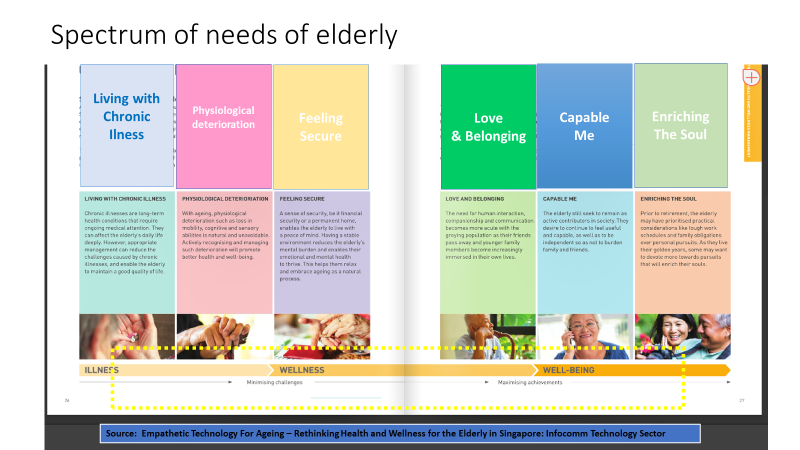 Spectrum of needs of elderly
Living with
Chronic
Ilness
Physiological
deterioration
Feeling
Secure
Love
& Belonging
Capable
Me
Enriching
The Soul
LIVING WITH CHRONIC ILLNESS
Chronic illnesses are long-term
health conditions that require
ongoing medical attention. They
can affect the elderly's daily life
deeply. However, appropriate
management can reduce the
challenges caused by chronic
illnesses, and enable the elderly
to maintain a good quality of life.
PHYSIOLOGICAL DETERIORATION
With ageing, physiological
deterioration such as loss in
mobility, cognitive and sensory
abilities in natural and unavoidable.
Actively recognising and managing
such deterioration will promote
better health and well-being.
FEELING SECURE
A sense of security, be it financial
security or a permanent home,
enables the elderly to live with
a peace of mind. Having a stable
environment reduces the elderly's
mental burden and enables their
emotional and mental health
to thrive. This helps them relax
and embrace ageing as a natural
process.
LOVE AND BELONGING
The need for human interaction,
companionship and communication
becomes more acute with the
greying population as their friends
pass away and younger family
members become increasingly
immersed in their own lives.
CAPABLE ME
The elderly still seek to remain as
active contributors in society. They
desire to continue to feel useful
and capable, as well as to be
independent so as not to burden
family and friends.
ENRICHING THE SOUL
Prior to retirement, the elderly
may have prioritised practical
considerations like tough work
schedules and family obligations
over personal pursuits. As they live
their golden years, some may want
to devote more towards pursuits
that will enrich their souls.
ILLNESS
WELLNESS
WELL-BEING
Minimising challenges
Maximising achievements
26
27
Source: Empathetic Technology For Ageing – Rethinking Health and Wellness for the Elderly in Singapore: Infocomm Technology Sector